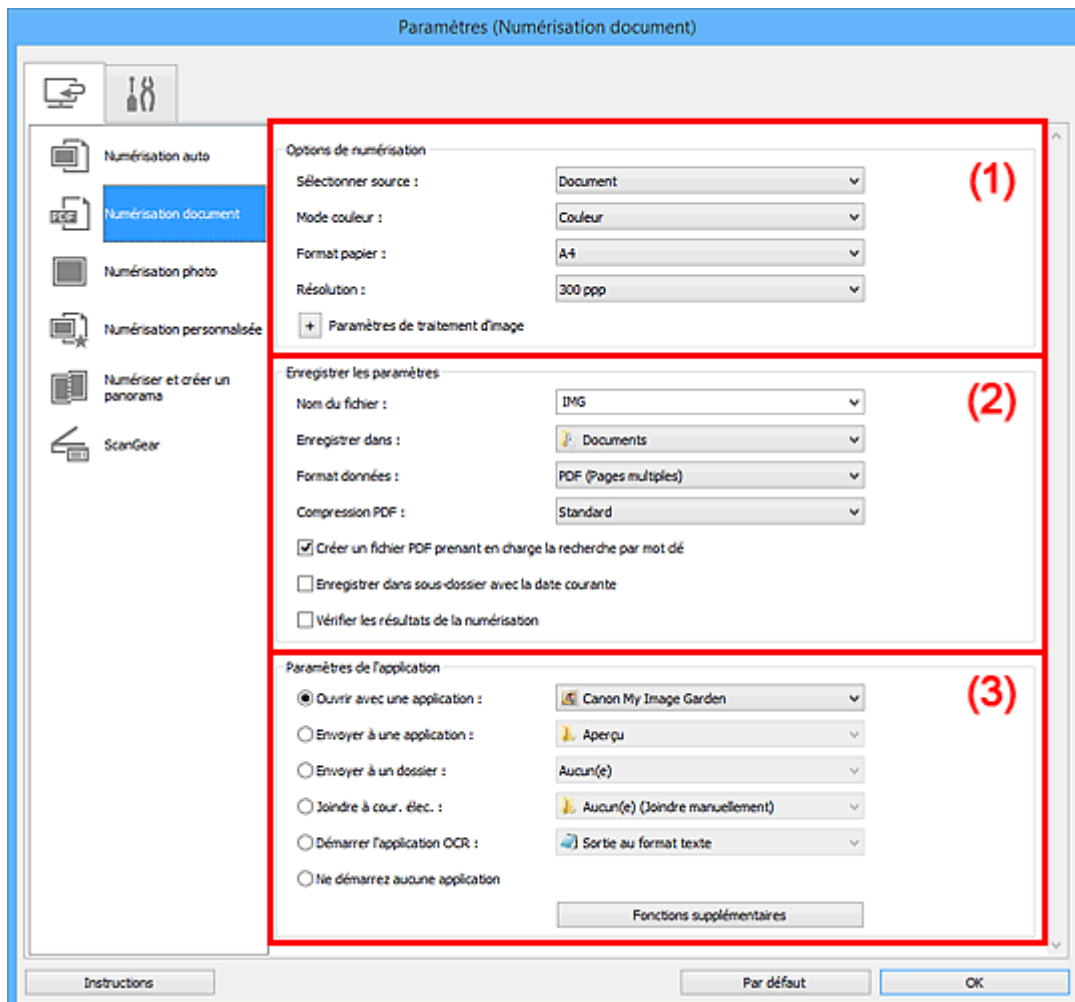 Paramètres (Numérisation document)
Numérisation auto
Numérisation document
Numérisation photo
Numérisation personnalisée
Numériser et créer un
panorama
ScanGear
PDF
Options de numérisation
(1)
Sélectionner source : Document
Mode couleur : Couleur
Format papier : A4
Résolution : 300 ppp
+ Paramètres de traitement d'image
Enregistrer les paramètres
(2)
Nom du fichier : IMG
Enregistrer dans : Documents
Format données : PDF (Pages multiples)
Compression PDF : Standard
Créer un fichier PDF prenant en charge la recherche par mot clé
Enregistrer dans sous-dossier avec la date courante
Vérifier les résultats de la numérisation
Paramètres de l'application
(3)
Ouvrir avec une application : Canon My Image Garden
Envoyer à une application : Aperçu
Envoyer à un dossier : Aucun(e)
Joindre à cour. élec. : Aucun(e) (Joindre manuellement)
Démarrer l'application OCR : Sortie au format texte
Ne démarrez aucune application
Fonctions supplémentaires
Instructions
Par défaut
OK